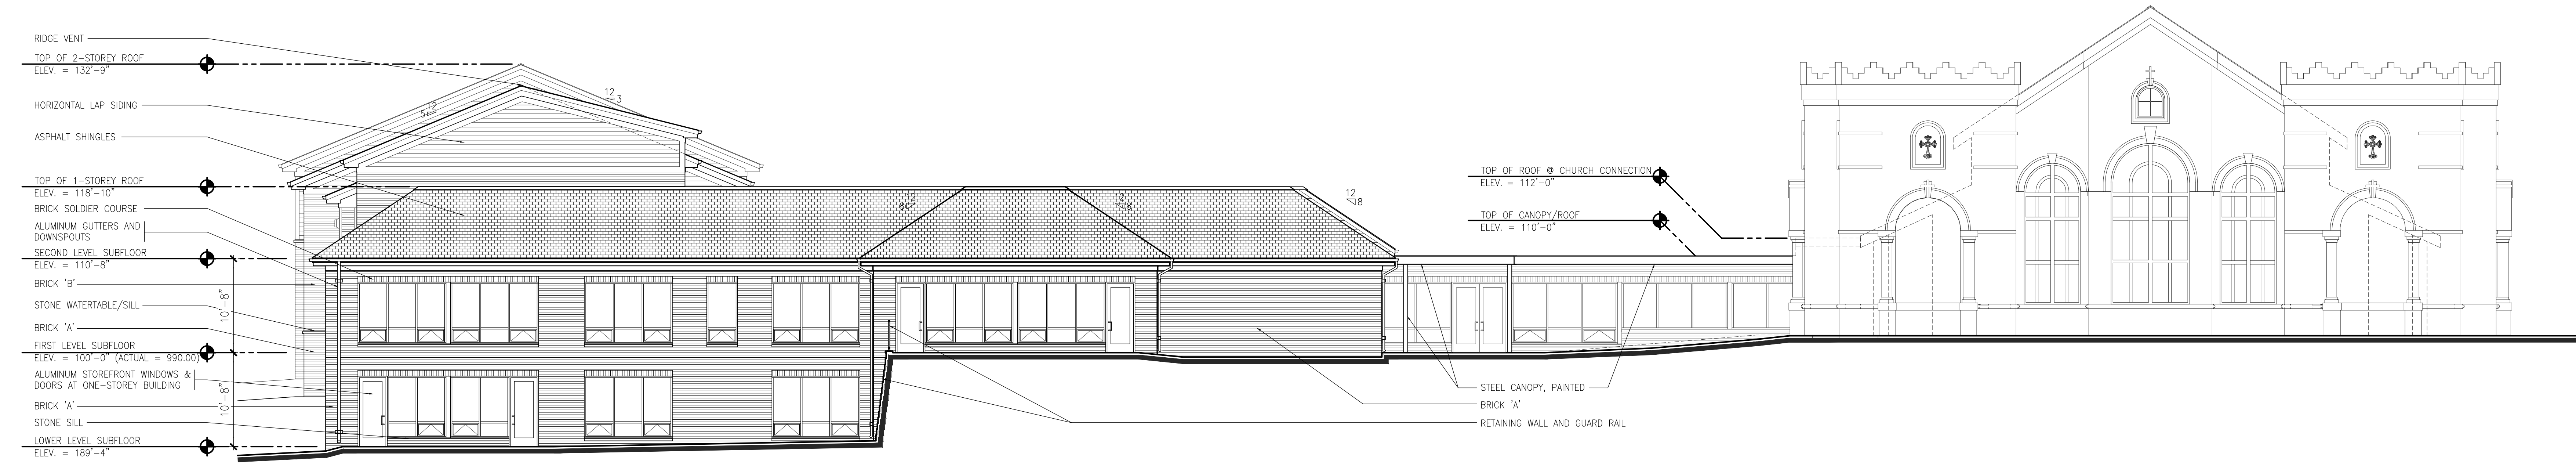 RIDGE VENT
TOP OF 2-STOREY ROOF
ELEV. = 132'-9"
HORIZONTAL LAP SIDING
ASPHALT SHINGLES
TOP OF 1-STOREY ROOF
ELEV. = 118'-10"
BRICK SOLDIER COURSE
ALUMINUM GUTTERS AND
DOWNSPOUTS
SECOND LEVEL SUBFLOOR
ELEV. = 110'-8"
BRICK 'B'
STONE WATERTABLE/SILL
BRICK 'A'
FIRST LEVEL SUBFLOOR
ELEV. = 100'-0" (ACTUAL = 990.00)
ALUMINUM STOREFRONT WINDOWS &
DOORS AT ONE-STOREY BUILDING
BRICK 'A'
STONE SILL
LOWER LEVEL SUBFLOOR
ELEV. = 189'-4"
10'-8"
10'-8"
12
5
12
3
12
8
12
8
12
8
TOP OF ROOF @ CHURCH CONNECTION
ELEV. = 112'-0"
TOP OF CANOPY/ROOF
ELEV. = 110'-0"
STEEL CANOPY, PAINTED
BRICK 'A'
RETAINING WALL AND GUARD RAIL